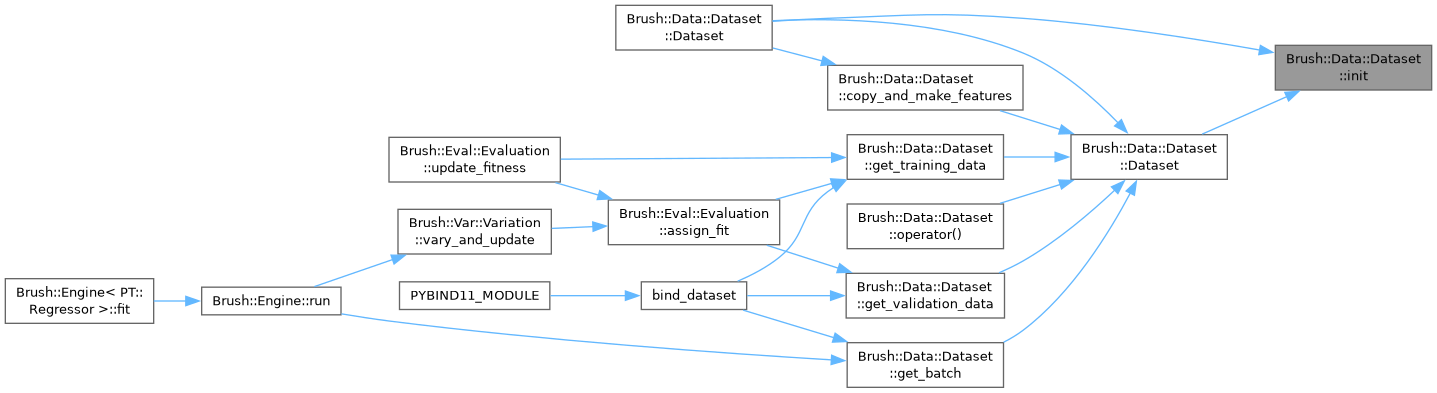 Brush::Data::Dataset
::Dataset
Brush::Data::Dataset
::init
Brush::Data::Dataset
::copy_and_make_features
Brush::Eval::Evaluation
::update_fitness
Brush::Data::Dataset
::get_training_data
Brush::Data::Dataset
::Dataset
Brush::Var::Variation
::vary_and_update
Brush::Eval::Evaluation
::assign_fit
Brush::Data::Dataset
::operator()
Brush::Engine< PT::
Regressor >::fit
Brush::Engine::run
PYBIND11_MODULE
bind_dataset
Brush::Data::Dataset
::get_validation_data
Brush::Data::Dataset
::get_batch